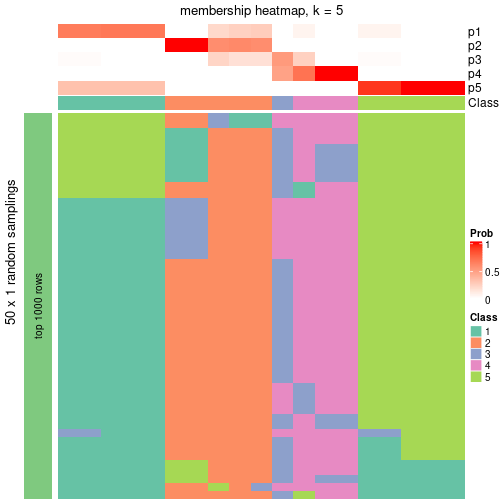 membership heatmap, k = 5
p1
p2
p3
p4
p5
Class
50 x 1 random samplings
top 1000 rows
Prob
1
0.5
0
Class
1
2
3
4
5